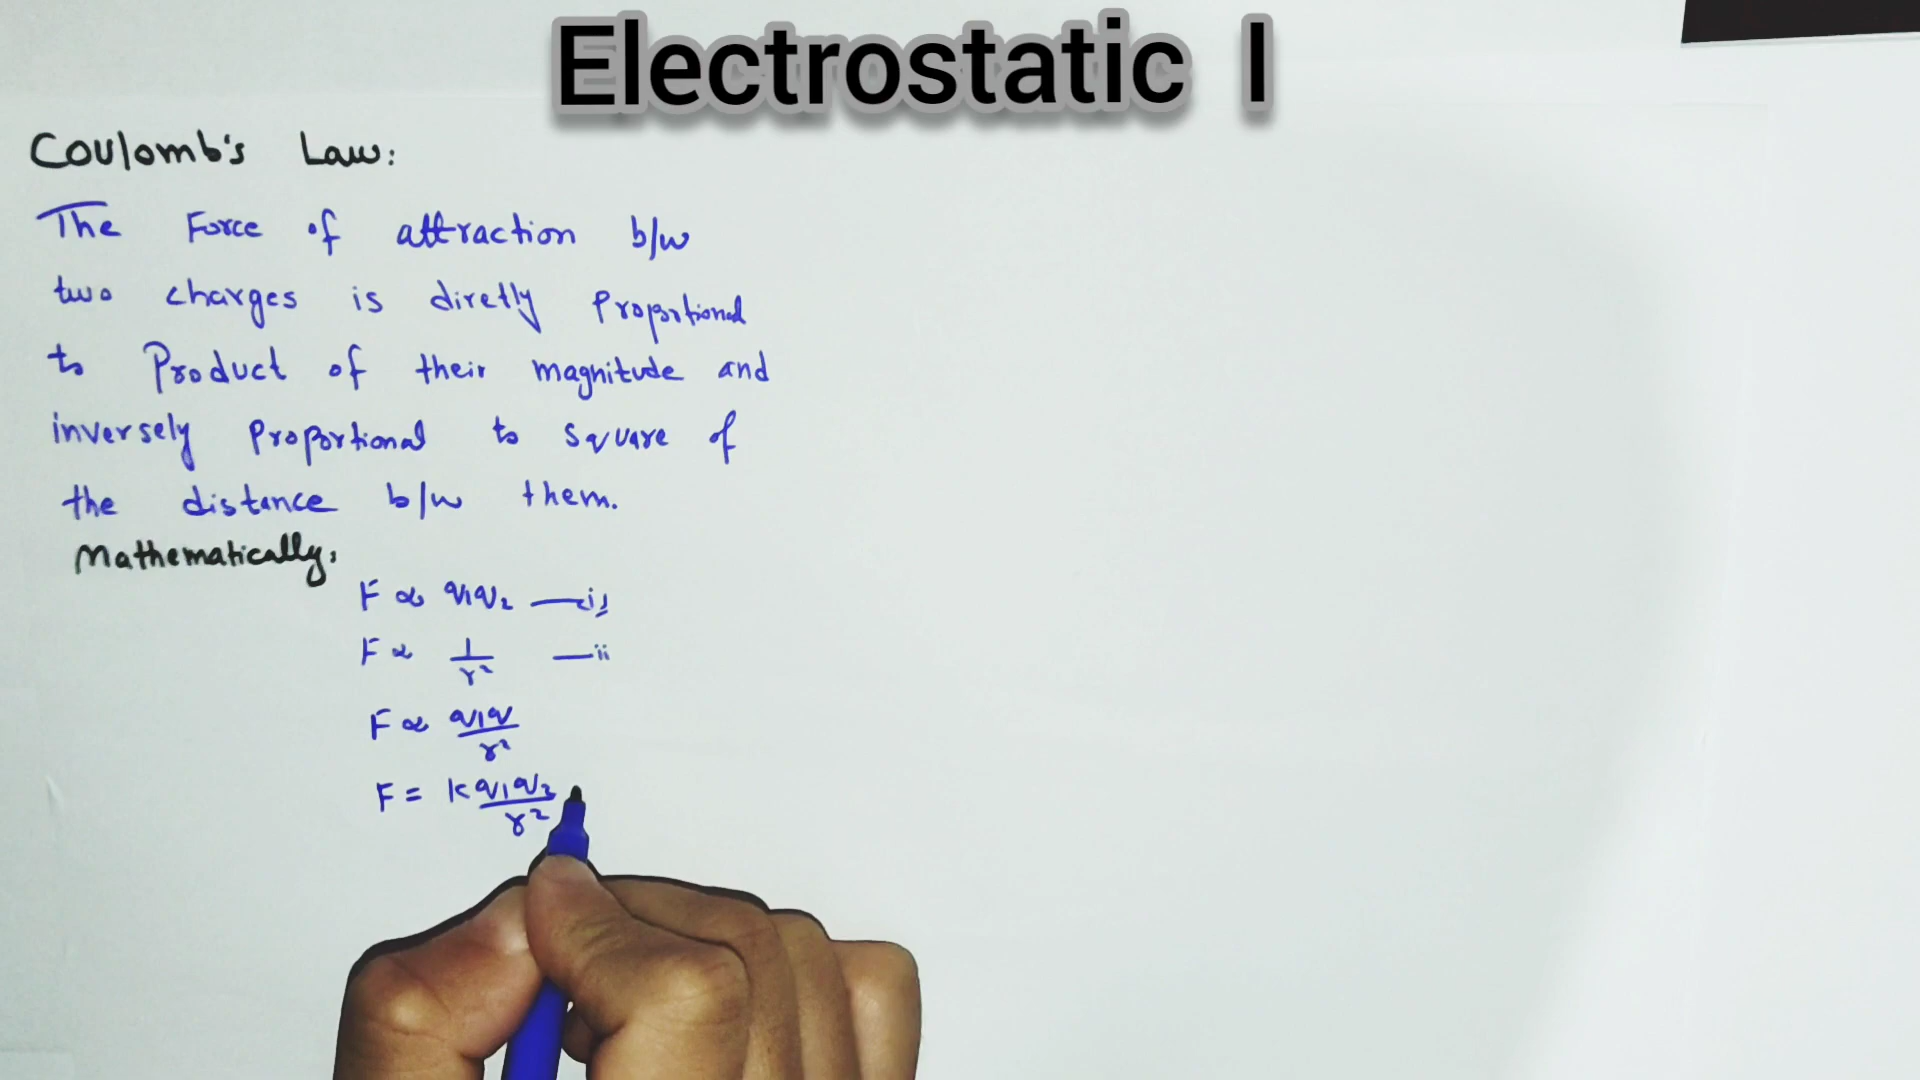 Electrostatic I
Coulomb's Law:
The Force of attraction b/w
two charges is diretly Proportional
to Product of their magnitude and
inversely Proportional to Square of
the distance b/w them.
Mathematically,
F ∝ q₁q₂ —i,
F ∝ 1/r² —ii
F ∝ q₁q/r²
F = k q₁q₂/r²